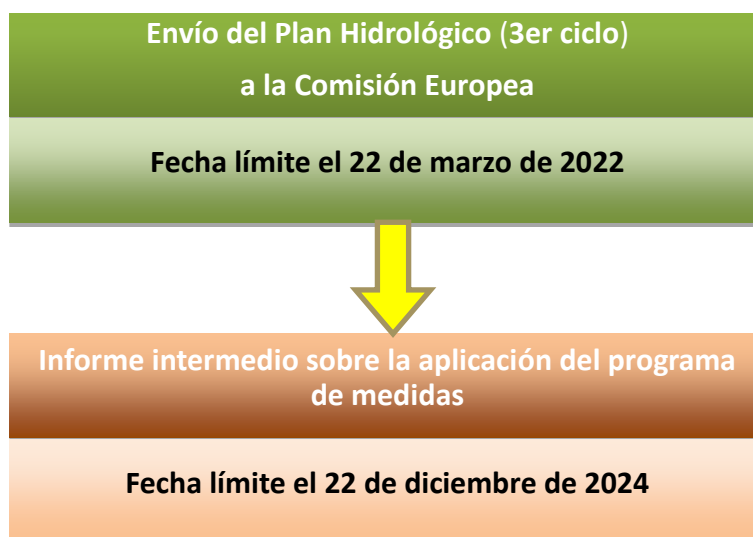 Envío del Plan Hidrológico (3er ciclo)
a la Comisión Europea
Fecha límite el 22 de marzo de 2022
Informe intermedio sobre la aplicación del programa
de medidas
Fecha límite el 22 de diciembre de 2024